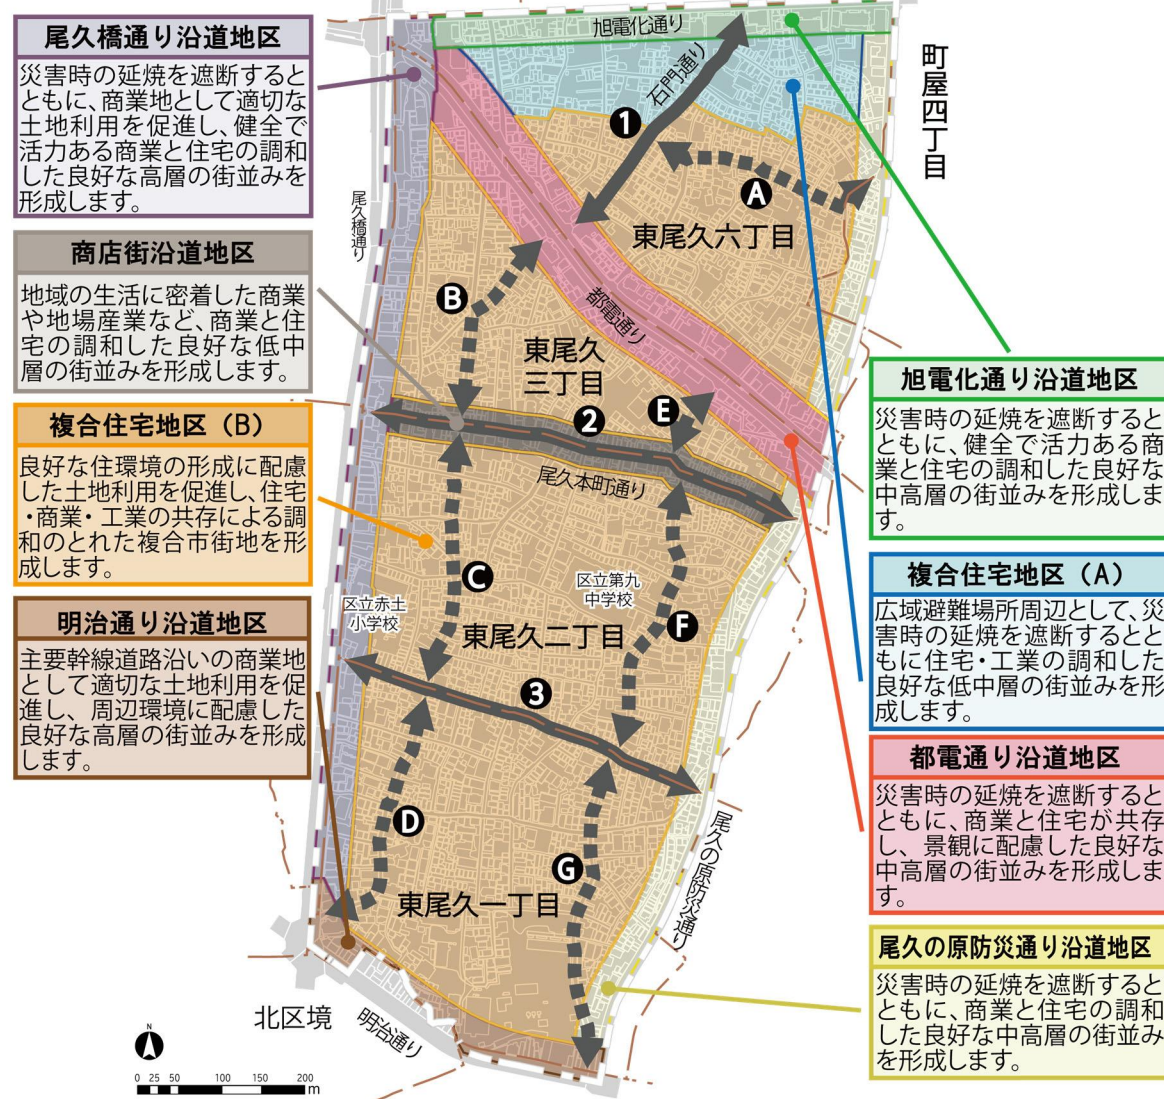 尾久橋通り沿道地区
災害時の延焼を遮断すると
ともに、商業地として適切な
土地利用を促進し、健全で
活力ある商業と住宅の調和
した良好な高層の街並みを
形成します。
商店街沿道地区
地域の生活に密着した商業
や地場産業など、商業と住
宅の調和した良好な低中
層の街並みを形成します。
複合住宅地区（B）
良好な住環境の形成に配慮
した土地利用を促進し、住宅
・商業・工業の共存による調
和のとれた複合市街地を形
成します。
明治通り沿道地区
主要幹線道路沿いの商業地
として適切な土地利用を促
進し、周辺環境に配慮した
良好な高層の街並みを形成
します。
旭電化通り
石門通り
町屋四丁目
1
A
東尾久六丁目
尾久橋通り
B
都電通り
東尾久
三丁目
E
2
尾久本町通り
C
区立第九
中学校
区立赤土
小学校
F
東尾久二丁目
3
D
G
東尾久一丁目
尾久の原防災通り
北区境
明治通り
N
0 25 50 100 150 200
m
旭電化通り沿道地区
災害時の延焼を遮断すると
ともに、健全で活力ある商
業と住宅の調和した良好な
中高層の街並みを形成しま
す。
複合住宅地区（A）
広域避難場所周辺として、災
害時の延焼を遮断するとと
もに住宅・工業の調和した
良好な低中層の街並みを形
成します。
都電通り沿道地区
災害時の延焼を遮断すると
ともに、商業と住宅が共存
し、景観に配慮した良好な
中高層の街並みを形成しま
す。
尾久の原防災通り沿道地区
災害時の延焼を遮断すると
ともに、商業と住宅の調和
した良好な中高層の街並み
を形成します。